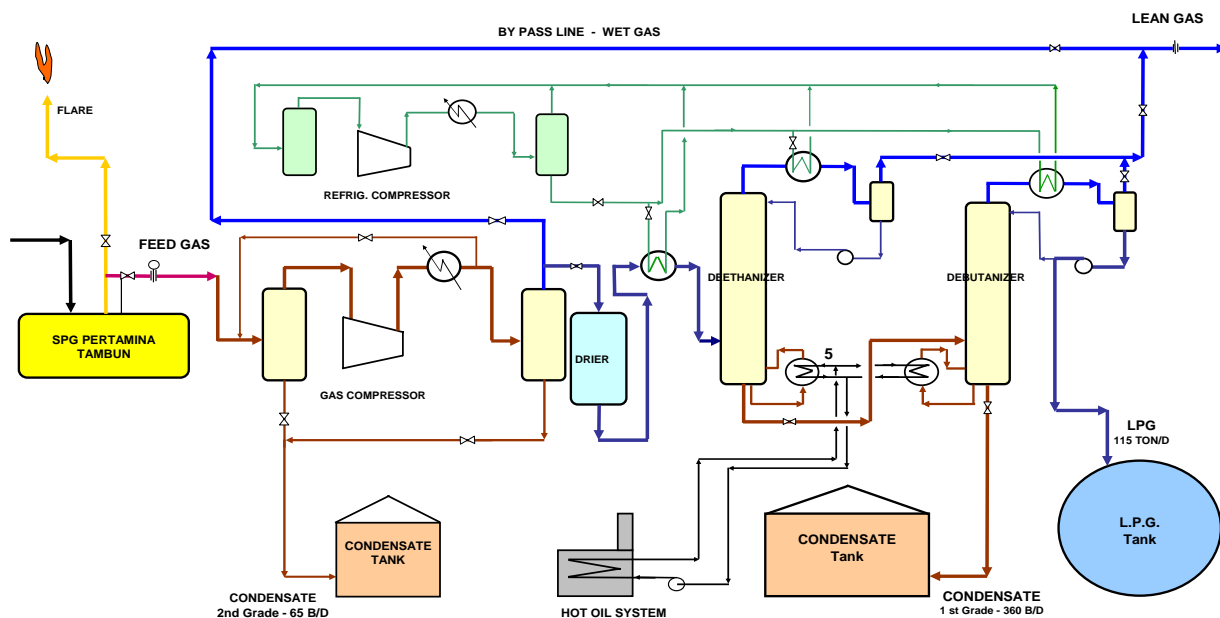 LEAN GAS
BY PASS LINE - WET GAS
FLARE
REFRIG. COMPRESSOR
FEED GAS
DEETHANIZER
DEBUTANIZER
SPG PERTAMINA
TAMBUN
DRIER
5
GAS COMPRESSOR
LPG
115 TON/D
L.P.G.
Tank
CONDENSATE
TANK
CONDENSATE
Tank
CONDENSATE
2nd Grade - 65 B/D
HOT OIL SYSTEM
CONDENSATE
1 st Grade - 360 B/D